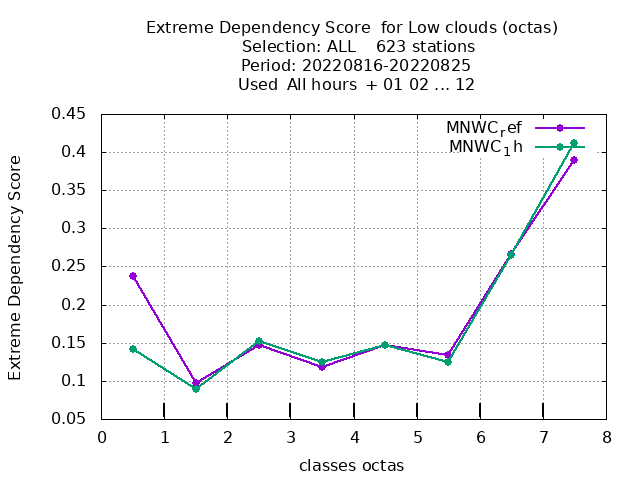 Extreme Dependency Score  for Low clouds (octas)
Selection: ALL    623 stations
Period: 20220816-20220825
Used  All hours  + 01 02 ... 12
MNWC_ref
MNWC_1h
Extreme Dependency Score
0.45
0.4
0.35
0.3
0.25
0.2
0.15
0.1
0.05
0 1 2 3 4 5 6 7 8
classes octas